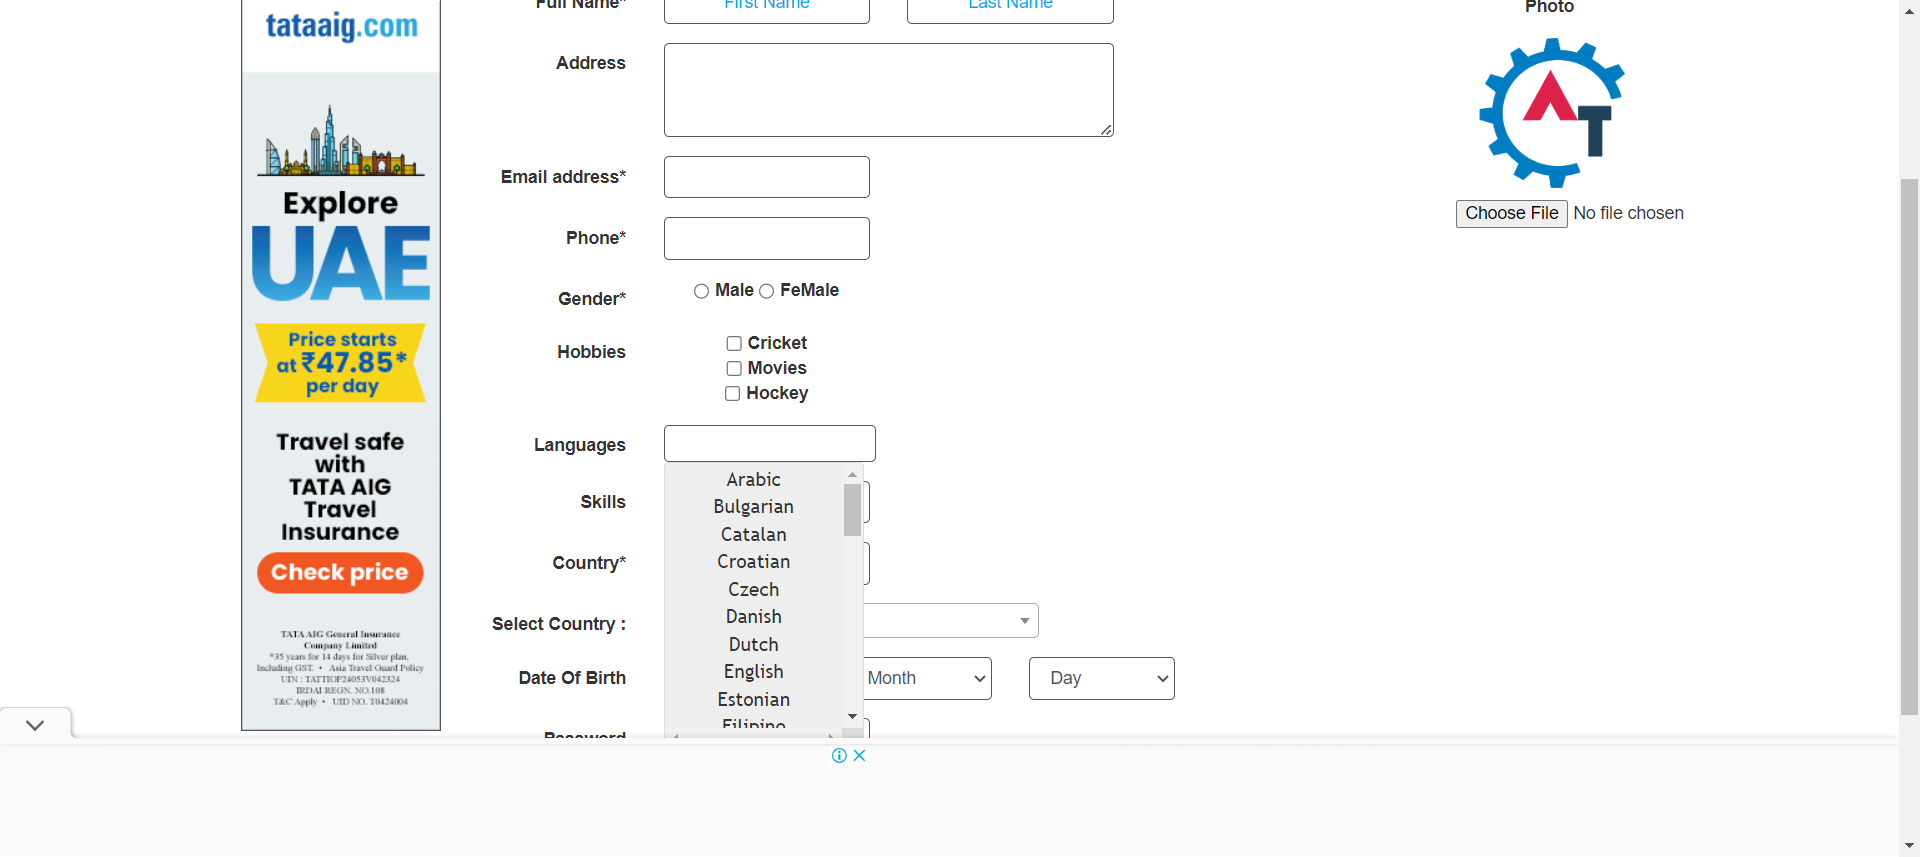 tataaig.com
Explore
UAE
Price starts
at ₹47.85*
per day
Travel safe
with
TATA AIG
Travel
Insurance
Check price
TATA AIG General Insurance
Company Limited
*35 years for 14 days for Silver plan,
Including GST. • Asia Travel Guard Policy
UIN : TATTIOP24053V042324
IRDAI REGN. NO.108
T&C Apply • UID NO. T0424004
Full Name*
First Name
Last Name
Address
Email address*
Phone*
Gender*
Male
FeMale
Hobbies
Cricket
Movies
Hockey
Languages
Arabic
Bulgarian
Catalan
Croatian
Czech
Danish
Dutch
English
Estonian
Filipino
Skills
Country*
Select Country :
Date Of Birth
Month
Day
Password
Photo
AT
Choose File No file chosen